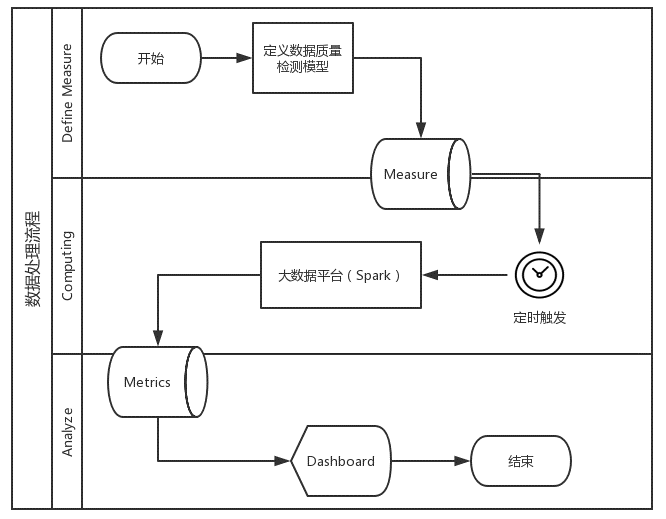 数据处理流程
Define Measure
开始
定义数据质量
检测模型
Measure
Computing
大数据平台（Spark）
定时触发
Analyze
Metrics
Dashboard
结束